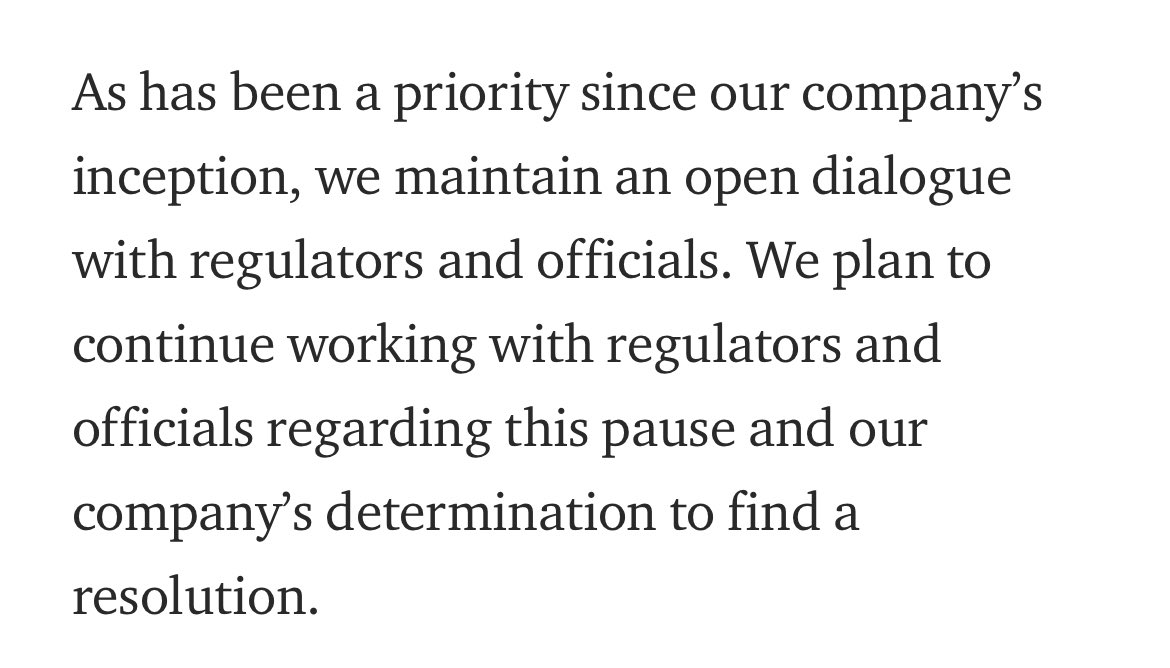 As has been a priority since our company’s
inception, we maintain an open dialogue
with regulators and officials. We plan to
continue working with regulators and
officials regarding this pause and our
company’s determination to find a
resolution.